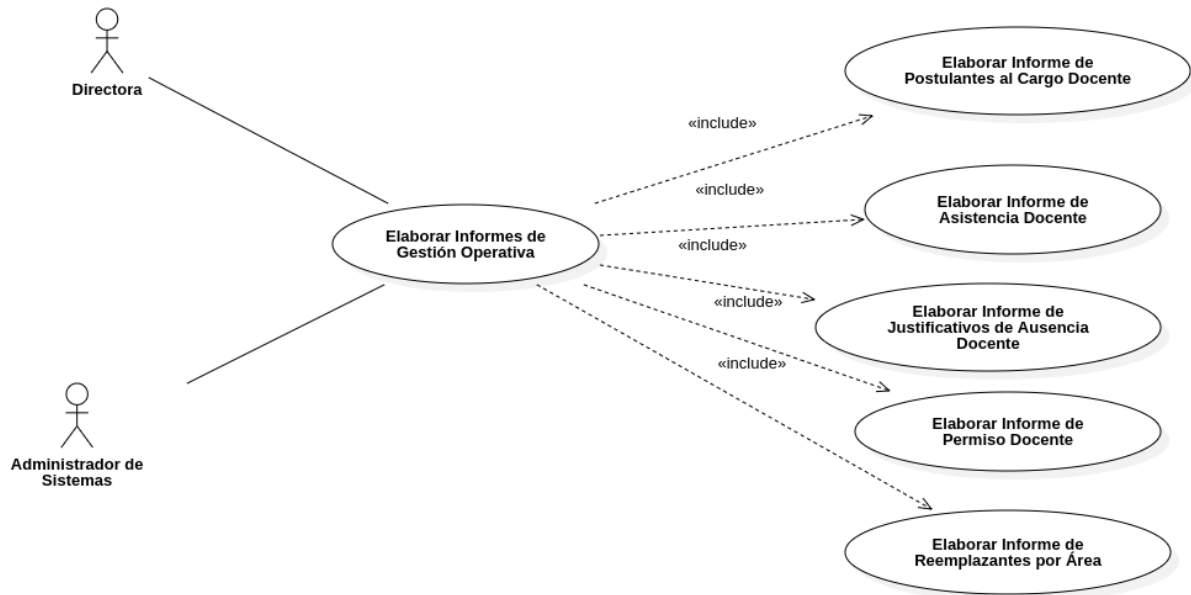 Directora
Elaborar Informe de
Postulantes al Cargo Docente
«include»
«include»
Elaborar Informe de
Asistencia Docente
Elaborar Informes de
Gestión Operativa
«include»
«include»
Elaborar Informe de
Justificativos de Ausencia
Docente
«include»
Elaborar Informe de
Permiso Docente
Administrador de
Sistemas
Elaborar Informe de
Reemplazantes por Área